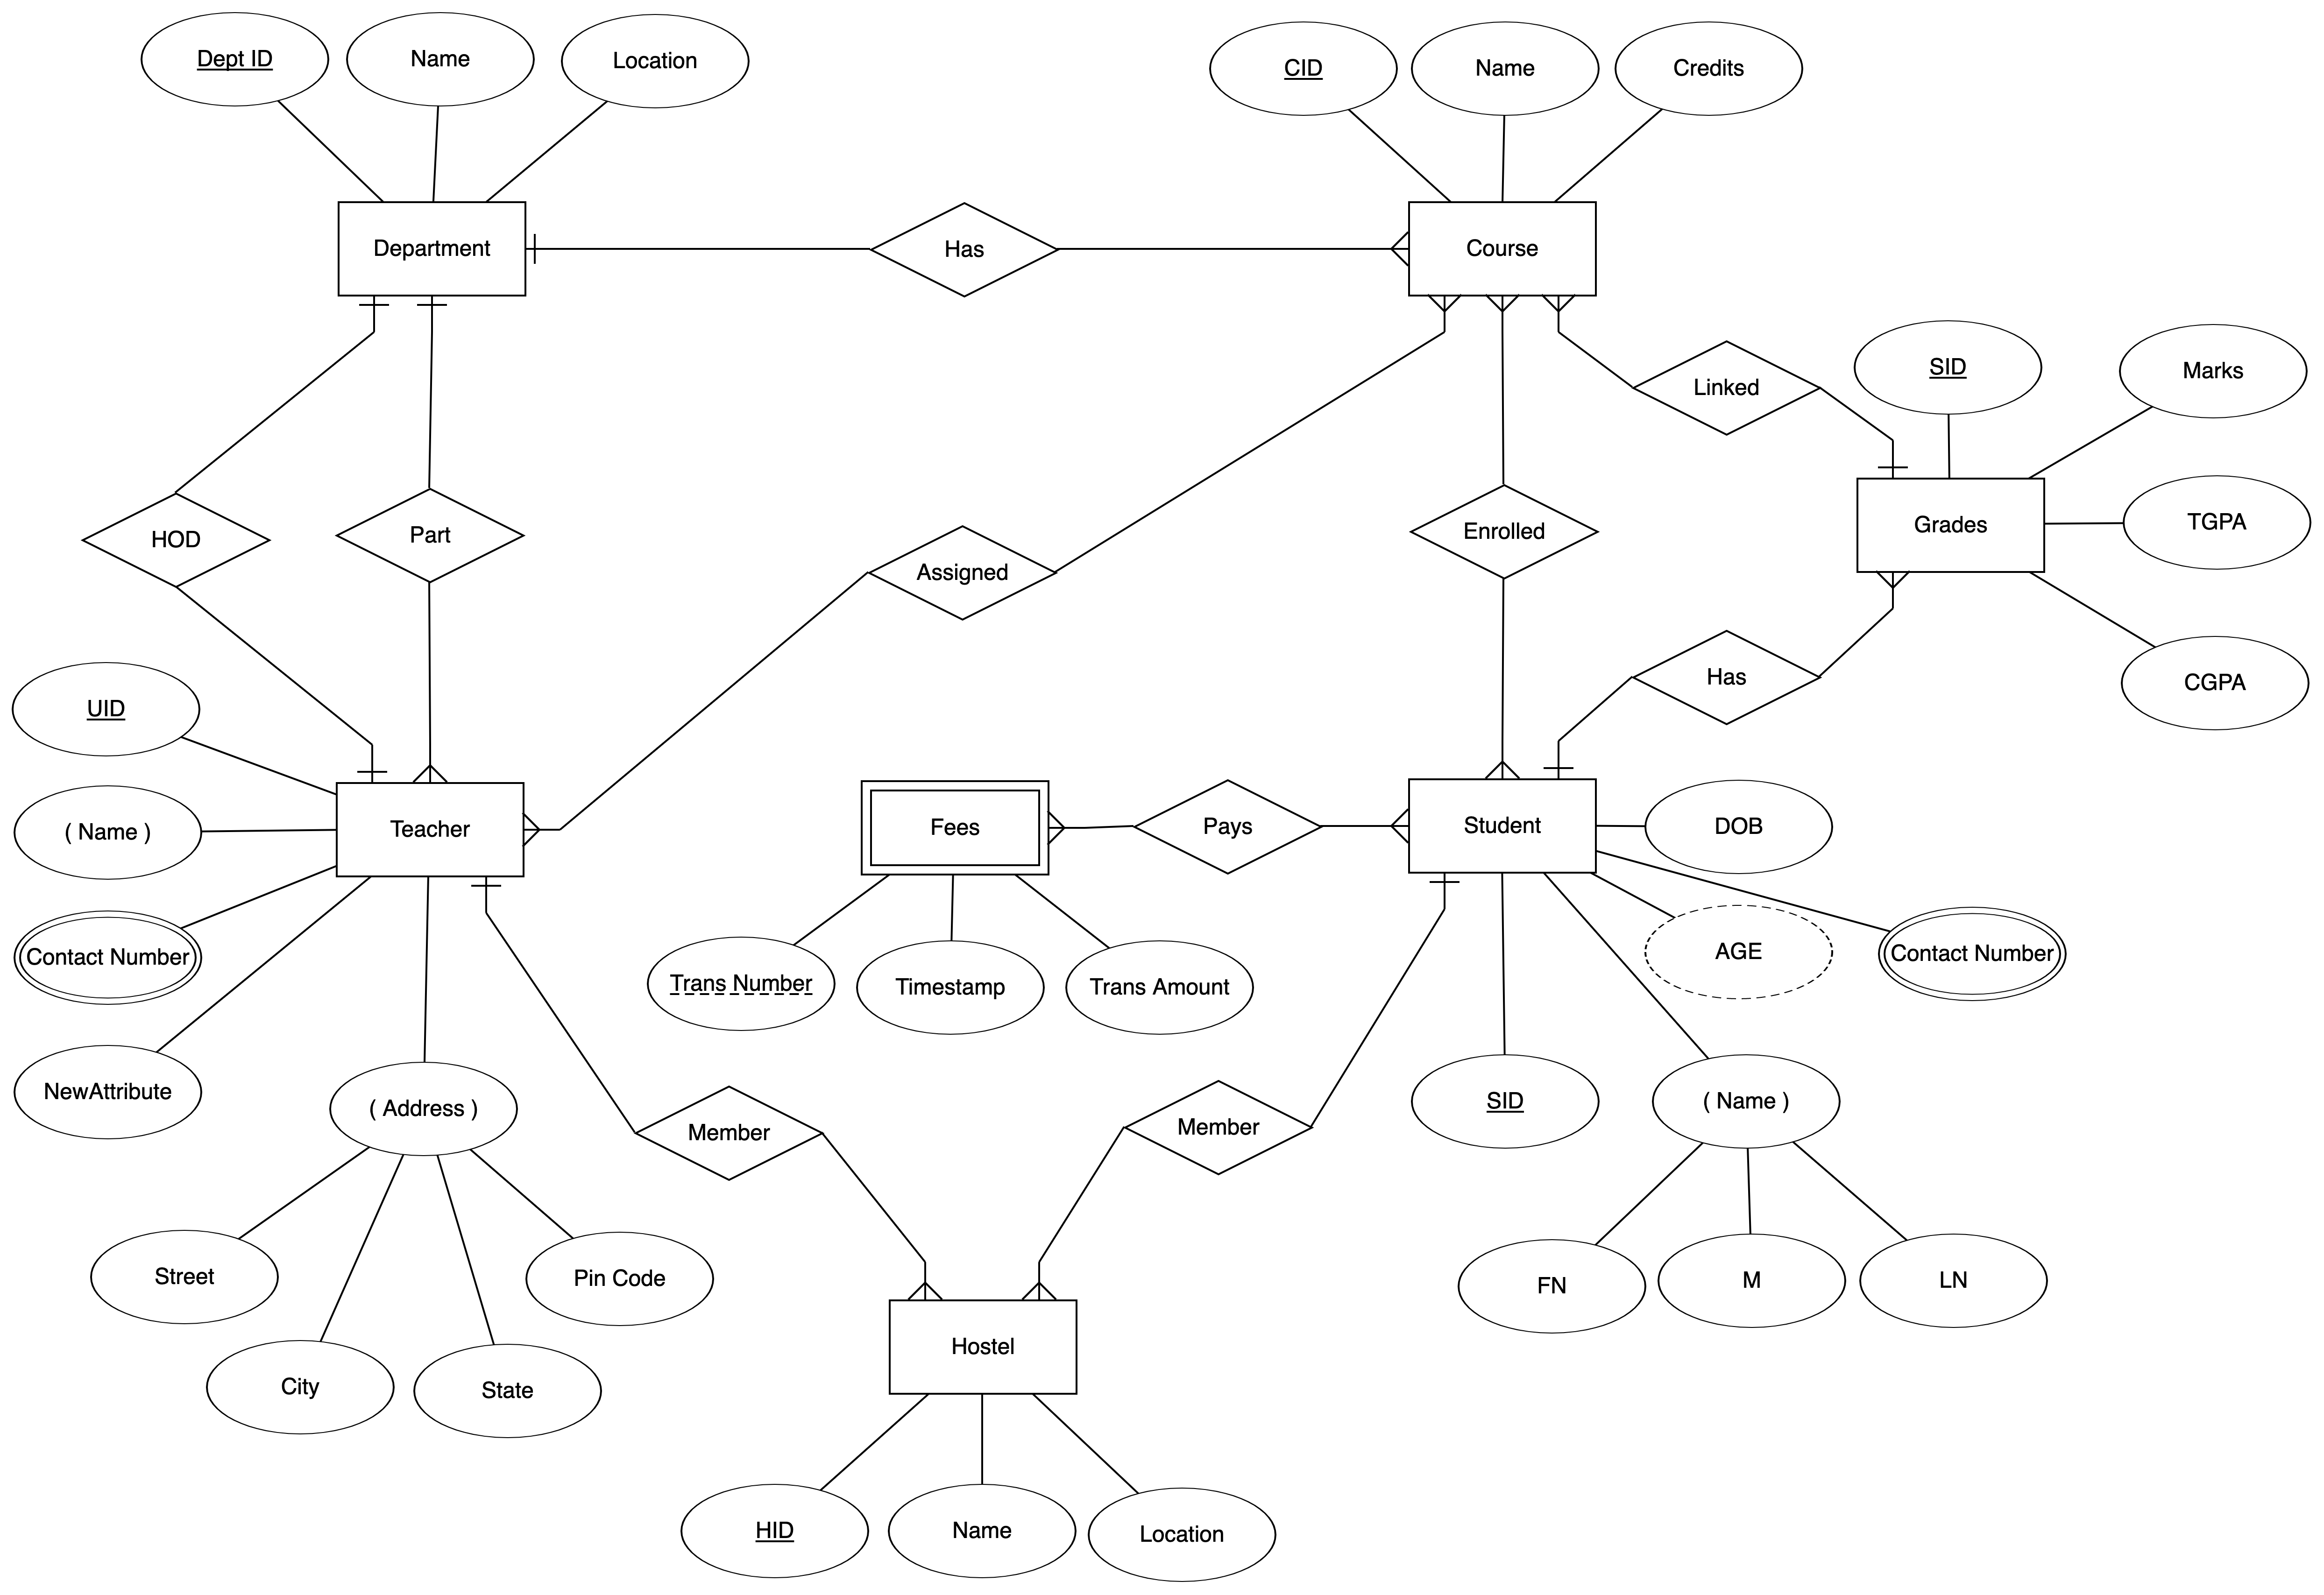 Dept ID
Name
Location
CID
Name
Credits
Department
Has
Course
SID
Marks
Linked
HOD
Part
Assigned
Enrolled
Grades
TGPA
UID
Has
CGPA
( Name )
Teacher
Fees
Pays
Student
DOB
Contact Number
Trans Number
Timestamp
Trans Amount
AGE
Contact Number
NewAttribute
( Address )
Member
Member
SID
( Name )
Street
Pin Code
FN
M
LN
City
State
Hostel
HID
Name
Location